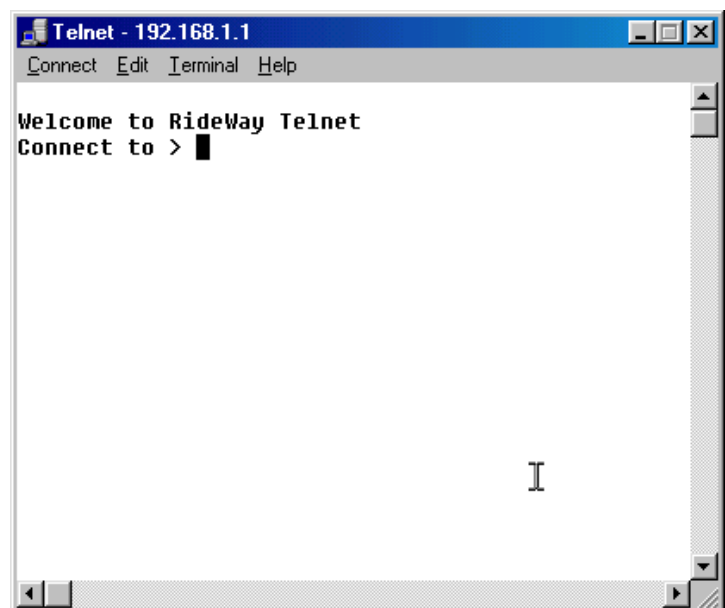 Telnet - 192.168.1.1
Connect Edit Terminal Help
Welcome to RideWay Telnet
Connect to >